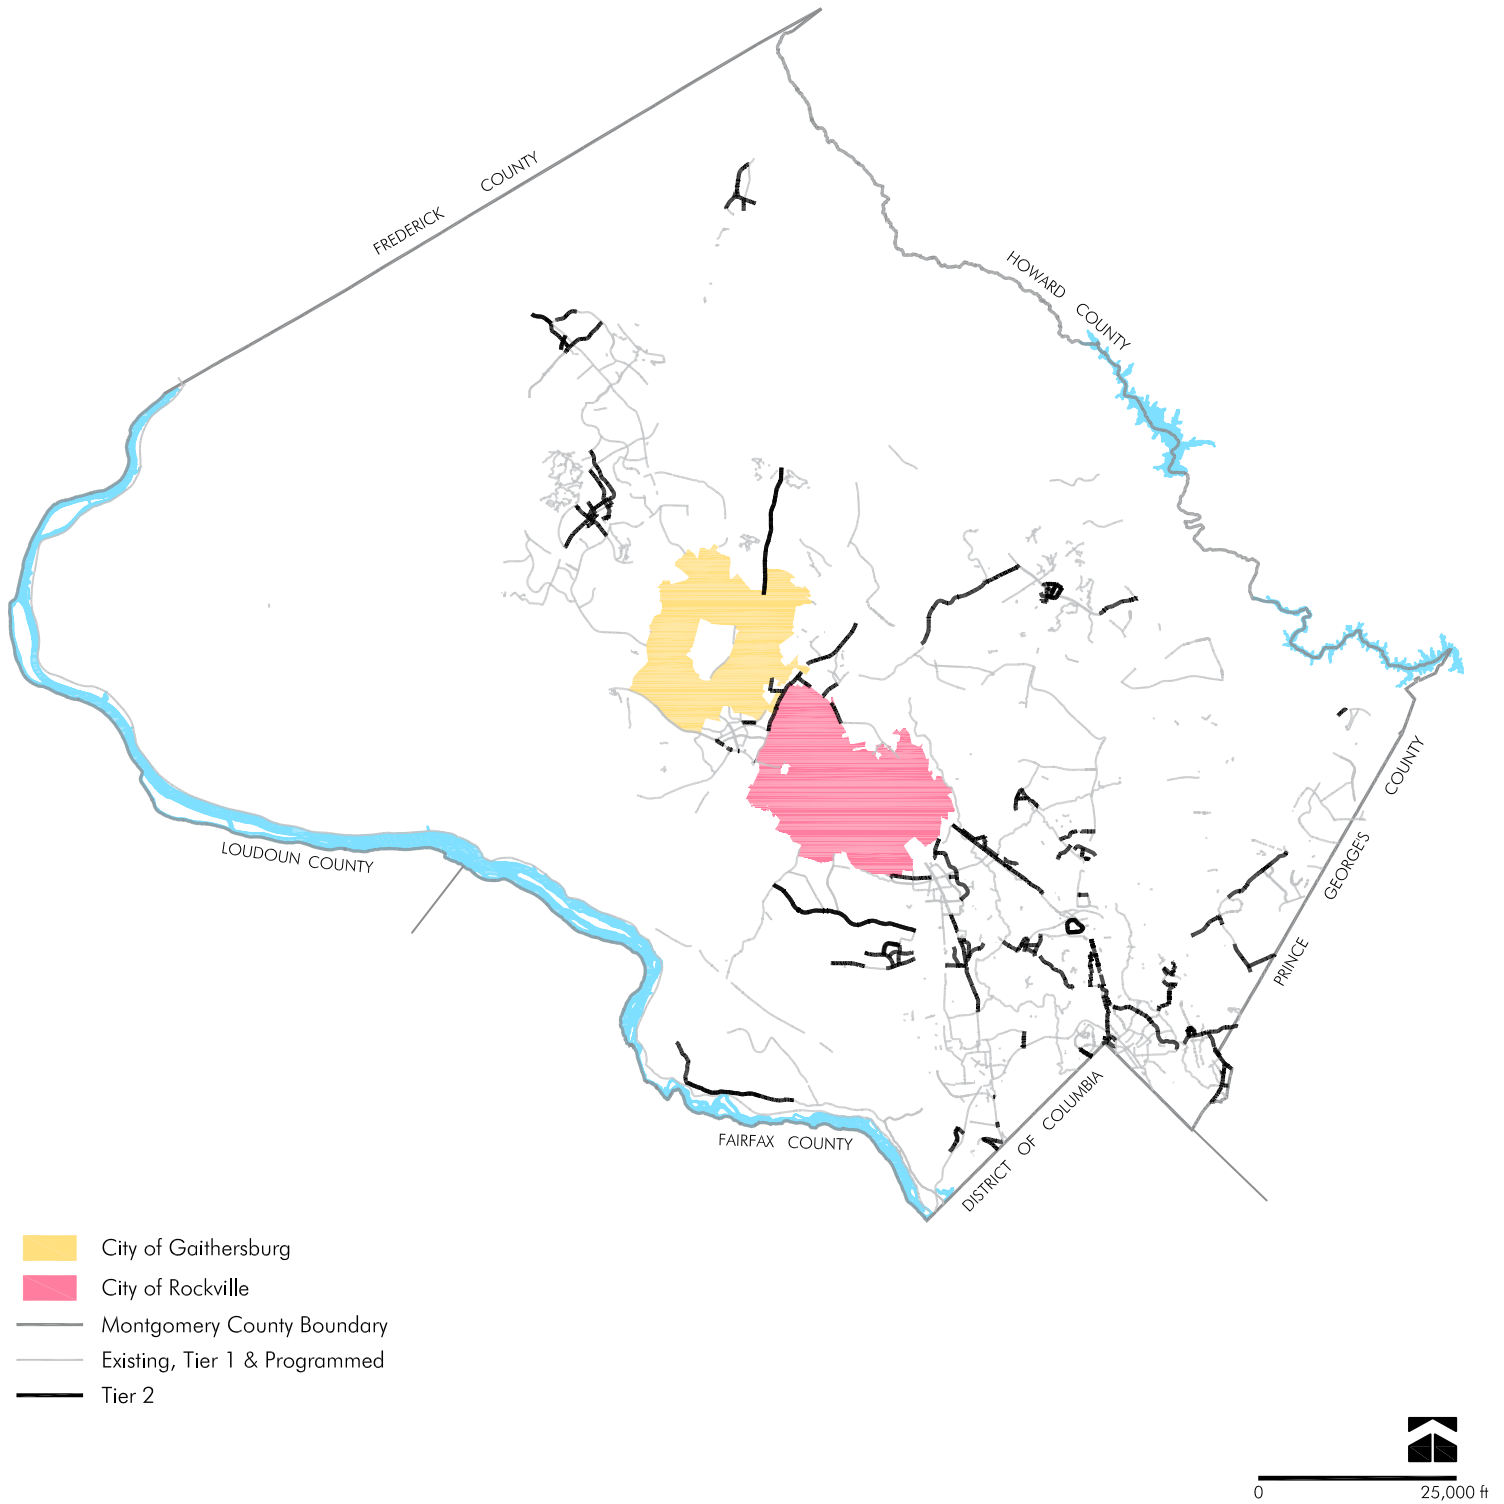 FREDERICK COUNTY
HOWARD COUNTY
LOUDOUN COUNTY
PRINCE GEORGE'S COUNTY
FAIRFAX COUNTY
DISTRICT OF COLUMBIA
City of Gaithersburg
City of Rockville
Montgomery County Boundary
Existing, Tier 1 & Programmed
Tier 2
0 25,000 ft